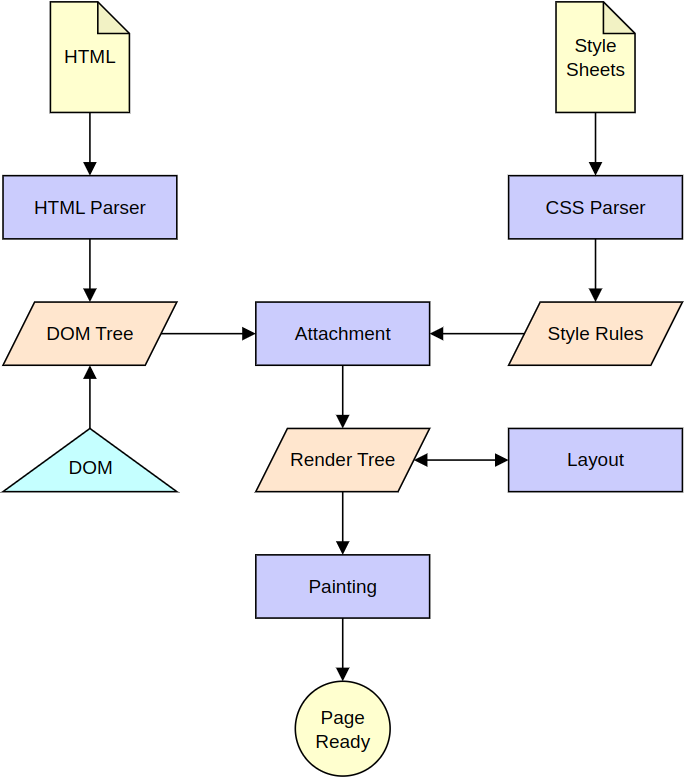 HTML
Style
Sheets
HTML Parser
CSS Parser
DOM Tree
Attachment
Style Rules
DOM
Render Tree
Layout
Painting
Page
Ready